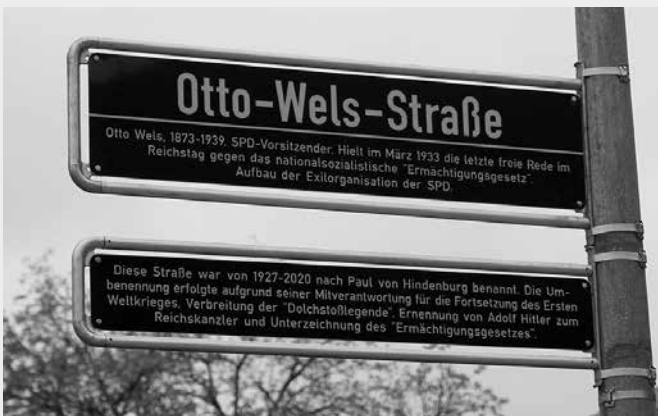 Otto-Wels-Straße
Otto Wels, 1873-1939, SPD-Vorsitzender. Hielt im März 1933 die letzte freie Rede im
Reichstag gegen das nationalsozialistische "Ermächtigungsgesetz".
Aufbau der Exilorganisation der SPD.
Diese Straße war von 1927-2020 nach Paul von Hindenburg benannt. Die Um-
benennung erfolgte aufgrund seiner Mitverantwortung für die Fortsetzung des Ersten
Weltkrieges, Verbreitung der "Dolchstoßlegende", Ernennung von Adolf Hitler zum
Reichskanzler und Unterzeichnung des "Ermächtigungsgesetzes".